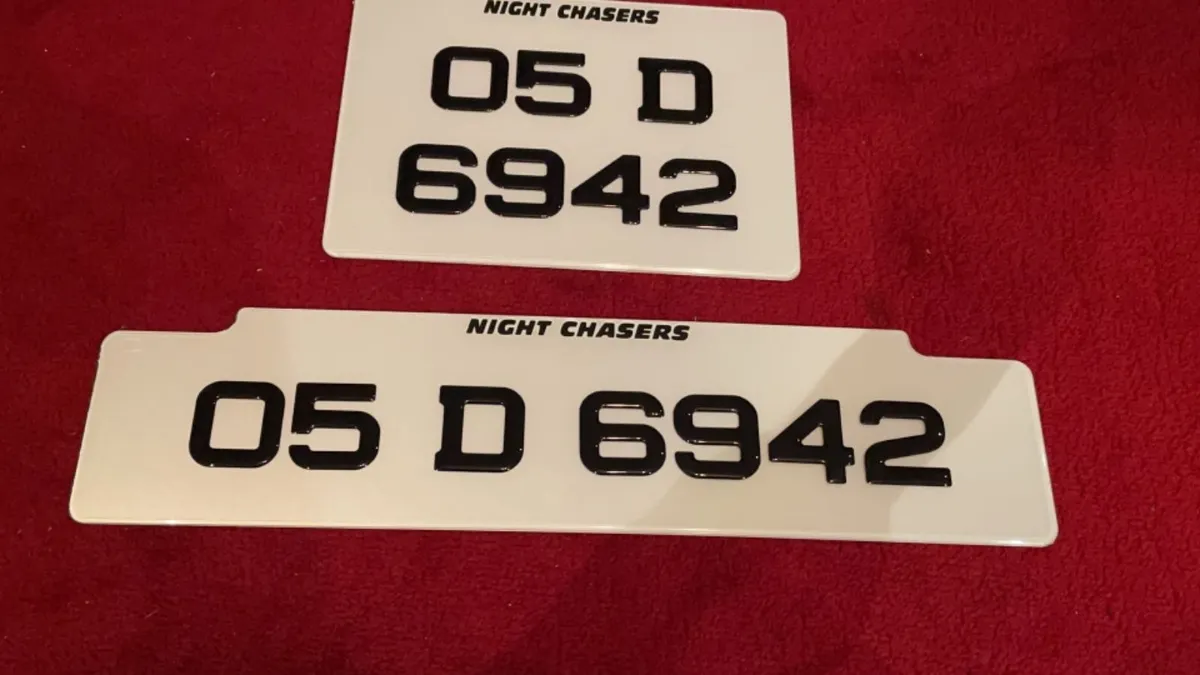 NIGHT CHASERS
05 D
6942
NIGHT CHASERS
05 D 6942